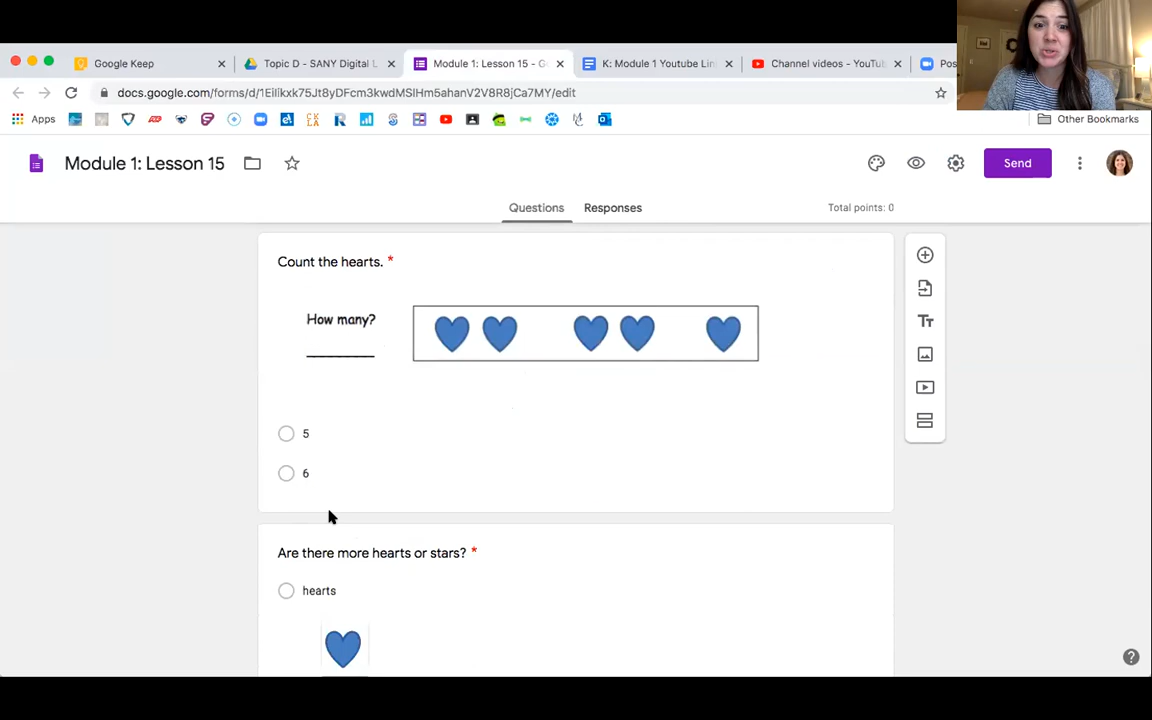 Google Keep
Topic D - SANY Digital L
Module 1: Lesson 15 - G
K: Module 1 Youtube Lin
Channel videos - YouTu
Pos
docs.google.com/forms/d/1EiIikxk75Jt8yDFcm3kwdMSIHm5ahanV2V8R8jCa7MY/edit
Apps
Other Bookmarks
Module 1: Lesson 15
Send
Questions
Responses
Total points: 0
Count the hearts. *
How many?
5
6
Are there more hearts or stars? *
hearts